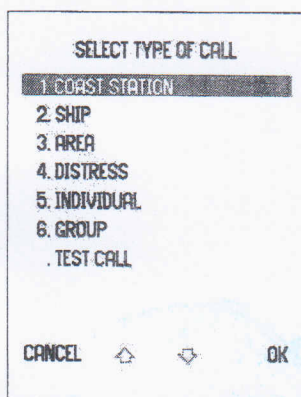 SELECT TYPE OF CALL
1. COAST STATION
2. SHIP
3. AREA
4. DISTRESS
5. INDIVIDUAL
6. GROUP
. TEST CALL
CANCEL OK